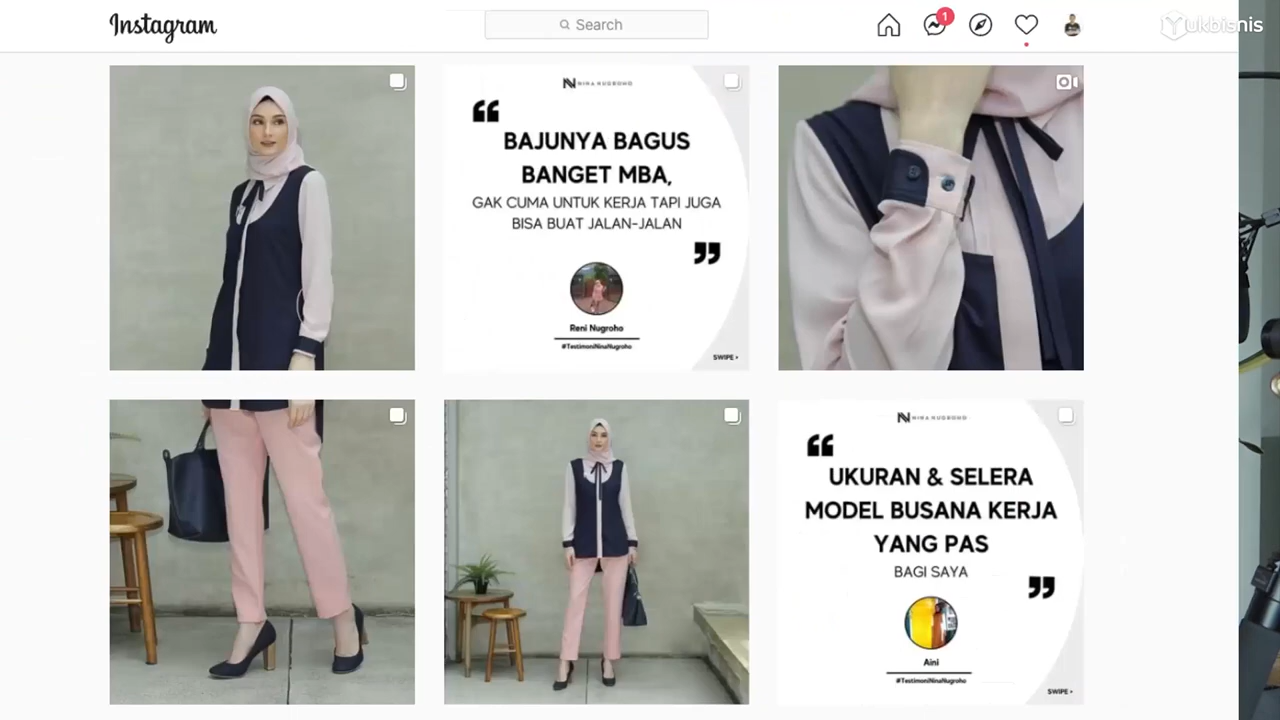 Instagram
Search
1
Yukbisnis
NINA NUGROHO
BAJUNYA BAGUS
BANGET MBA,
GAK CUMA UNTUK KERJA TAPI JUGA
BISA BUAT JALAN-JALAN
Reni Nugroho
#TestimoniNinaNugroho
SWIPE
NINA NUGROHO
UKURAN & SELERA
MODEL BUSANA KERJA
YANG PAS
BAGI SAYA
Aini
#TestimoniNinaNugroho
SWIPE